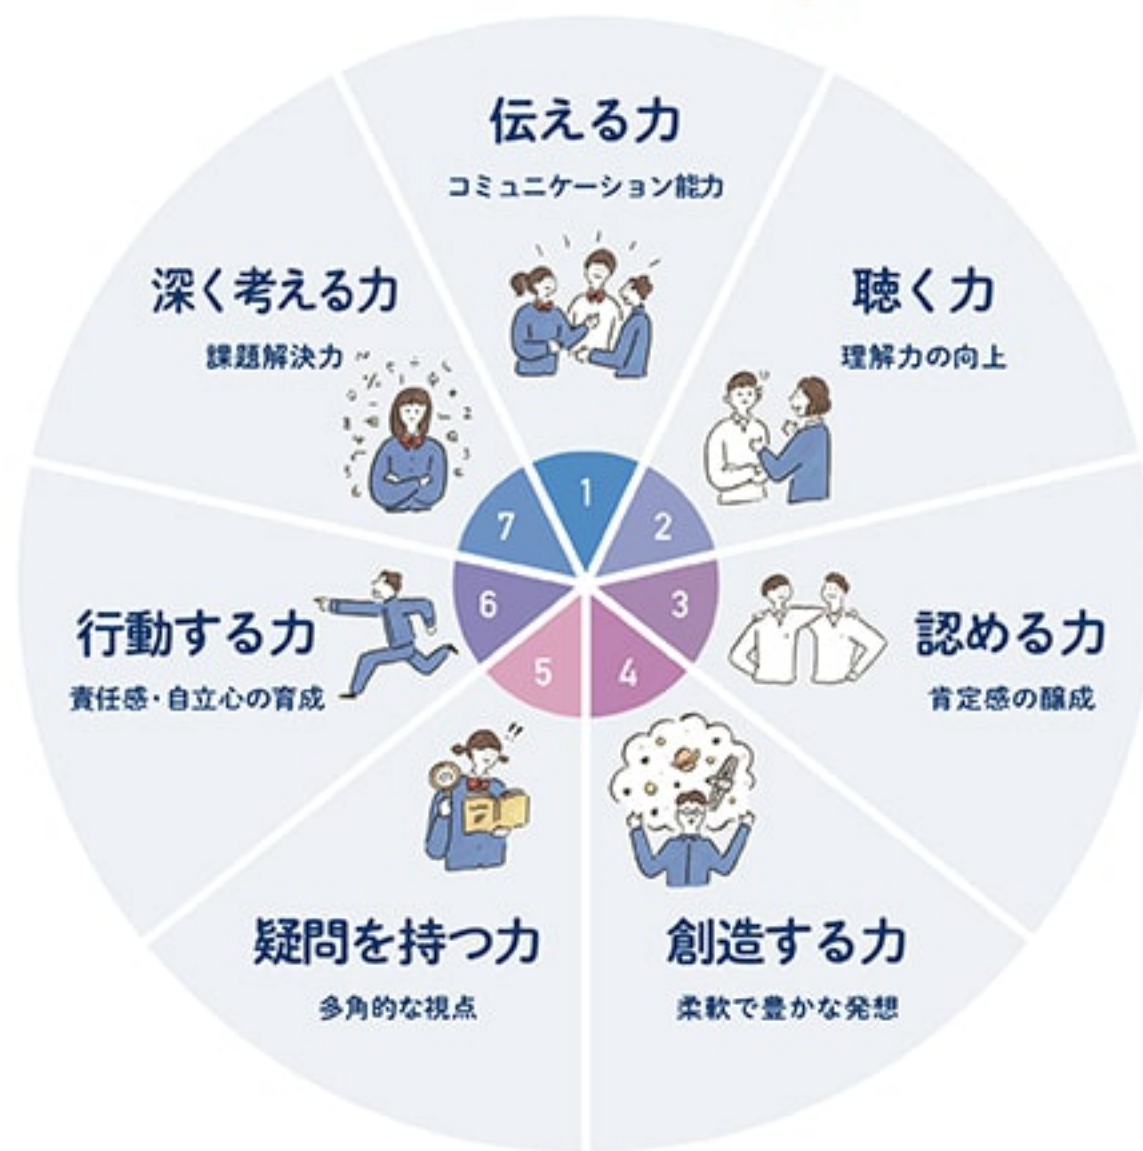 伝える力
コミュニケーション能力
聴く力
理解力の向上
認める力
肯定感の醸成
創造する力
柔軟で豊かな発想
疑問を持つ力
多角的な視点
行動する力
責任感・自立心の育成
深く考える力
課題解決力
1
2
3
4
5
6
7